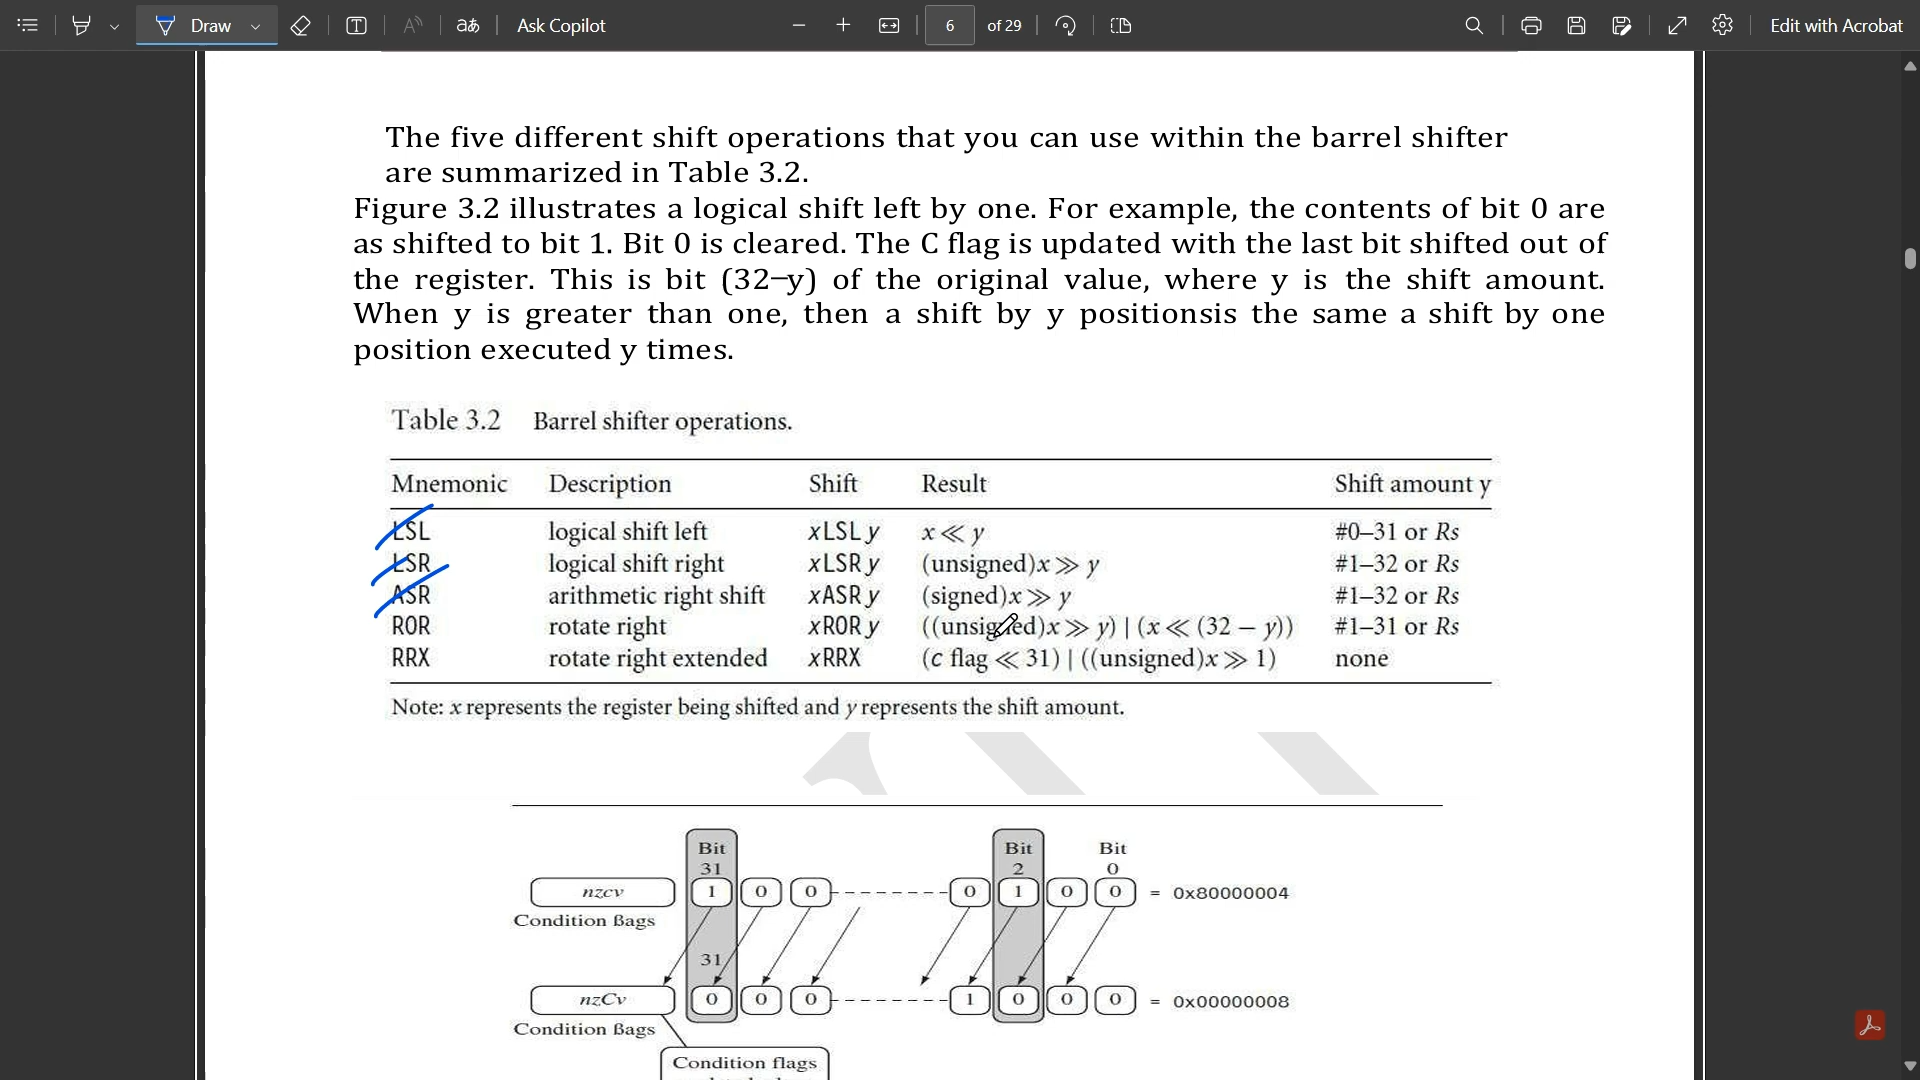 Draw
Ask Copilot
6 of 29
Edit with Acrobat
The five different shift operations that you can use within the barrel shifter
are summarized in Table 3.2.
Figure 3.2 illustrates a logical shift left by one. For example, the contents of bit 0 are
as shifted to bit 1. Bit 0 is cleared. The C flag is updated with the last bit shifted out of
the register. This is bit (32−y) of the original value, where y is the shift amount.
When y is greater than one, then a shift by y positionsis the same a shift by one
position executed y times.
Table 3.2 Barrel shifter operations.
Mnemonic Description Shift Result Shift amount y
LSL logical shift left xLSL y x ≪ y #0–31 or Rs
LSR logical shift right xLSR y (unsigned)x ≫ y #1–32 or Rs
ASR arithmetic right shift xASR y (signed)x ≫ y #1–32 or Rs
ROR rotate right xROR y ((unsigned)x ≫ y) | (x ≪ (32 − y)) #1–31 or Rs
RRX rotate right extended xRRX (c flag ≪ 31) | ((unsigned)x ≫ 1) none
Note: x represents the register being shifted and y represents the shift amount.
Bit Bit Bit
31 2 0
nzcv 1 0 0 0 1 0 0 = 0x80000004
Condition ßags
31
nzCv 0 0 0 1 0 0 0 = 0x00000008
Condition ßags
Condition flags